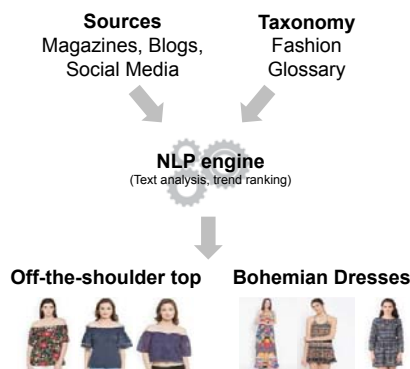 Sources
Magazines, Blogs,
Social Media
Taxonomy
Fashion
Glossary
NLP engine
(Text analysis, trend ranking)
Off-the-shoulder top
Bohemian Dresses